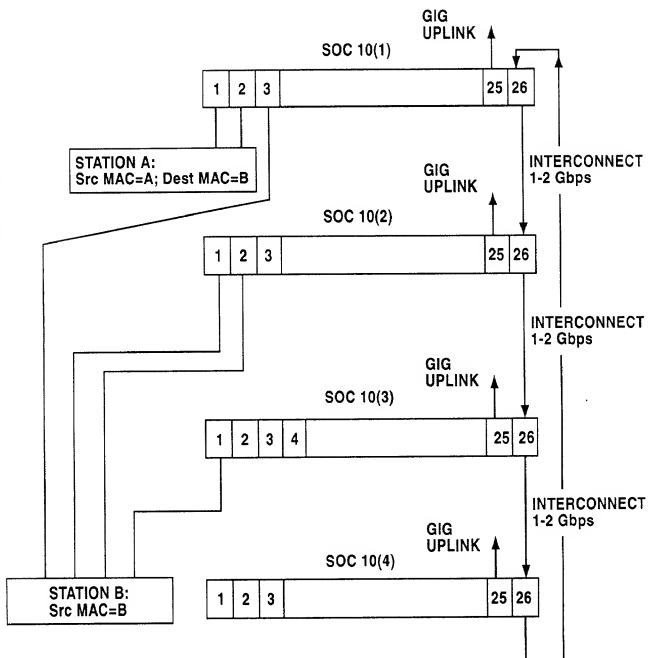 GIG
UPLINK
SOC 10(1)
1 2 3 25 26
STATION A:
Src MAC=A; Dest MAC=B
INTERCONNECT
1-2 Gbps
GIG
UPLINK
SOC 10(2)
1 2 3 25 26
INTERCONNECT
1-2 Gbps
GIG
UPLINK
SOC 10(3)
1 2 3 4 25 26
INTERCONNECT
1-2 Gbps
GIG
UPLINK
SOC 10(4)
1 2 3 25 26
STATION B:
Src MAC=B